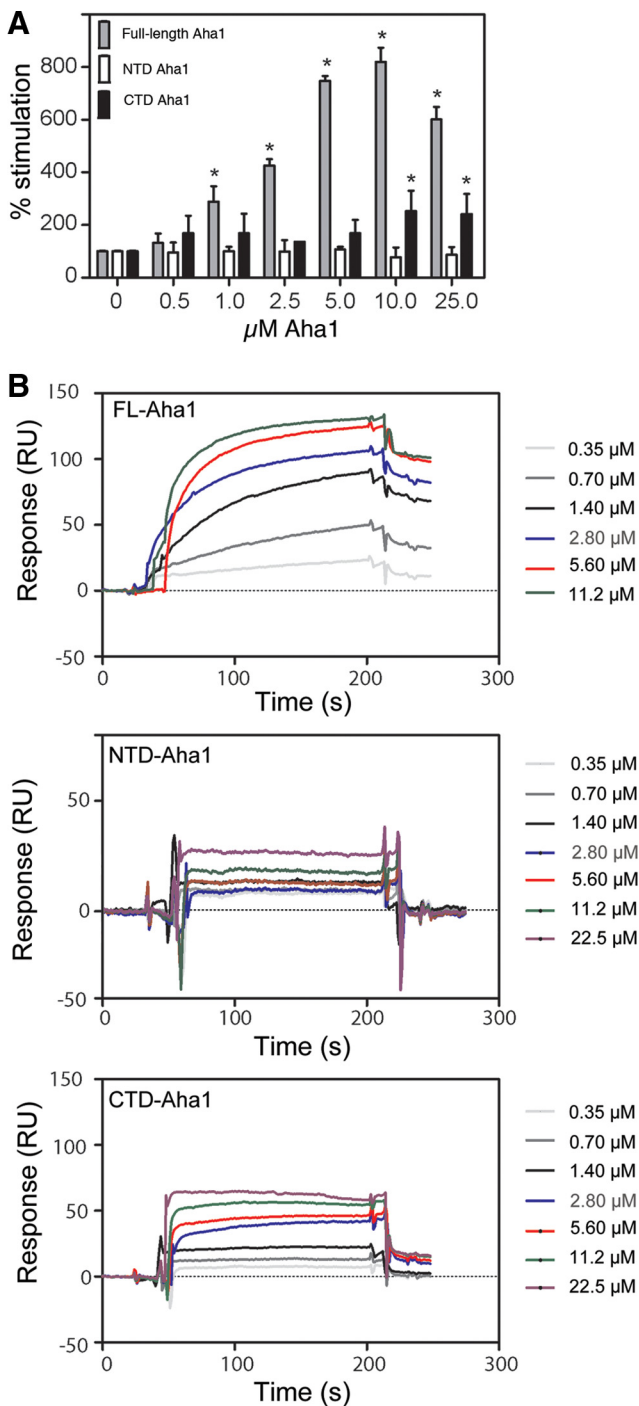 A
Full-length Aha1
NTD Aha1
CTD Aha1
% stimulation
800
600
400
200
0
* * * * * * *
0 0.5 1.0 2.5 5.0 10.0 25.0
µM Aha1
B
FL-Aha1
Response (RU)
150
100
50
0
-50
0 100 200 300
Time (s)
0.35 µM
0.70 µM
1.40 µM
2.80 µM
5.60 µM
11.2 µM
NTD-Aha1
Response (RU)
50
0
-50
0 100 200 300
Time (s)
0.35 µM
0.70 µM
1.40 µM
2.80 µM
5.60 µM
11.2 µM
22.5 µM
CTD-Aha1
Response (RU)
150
100
50
0
-50
0 100 200 300
Time (s)
0.35 µM
0.70 µM
1.40 µM
2.80 µM
5.60 µM
11.2 µM
22.5 µM